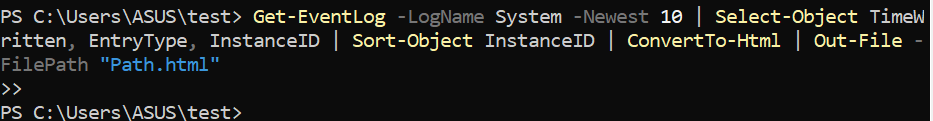 PS C:\Users\ASUS\test> Get-EventLog -LogName System -Newest 10 | Select-Object TimeW
ritten, EntryType, InstanceID | Sort-Object InstanceID | ConvertTo-Html | Out-File -
FilePath "Path.html"
>>
PS C:\Users\ASUS\test>